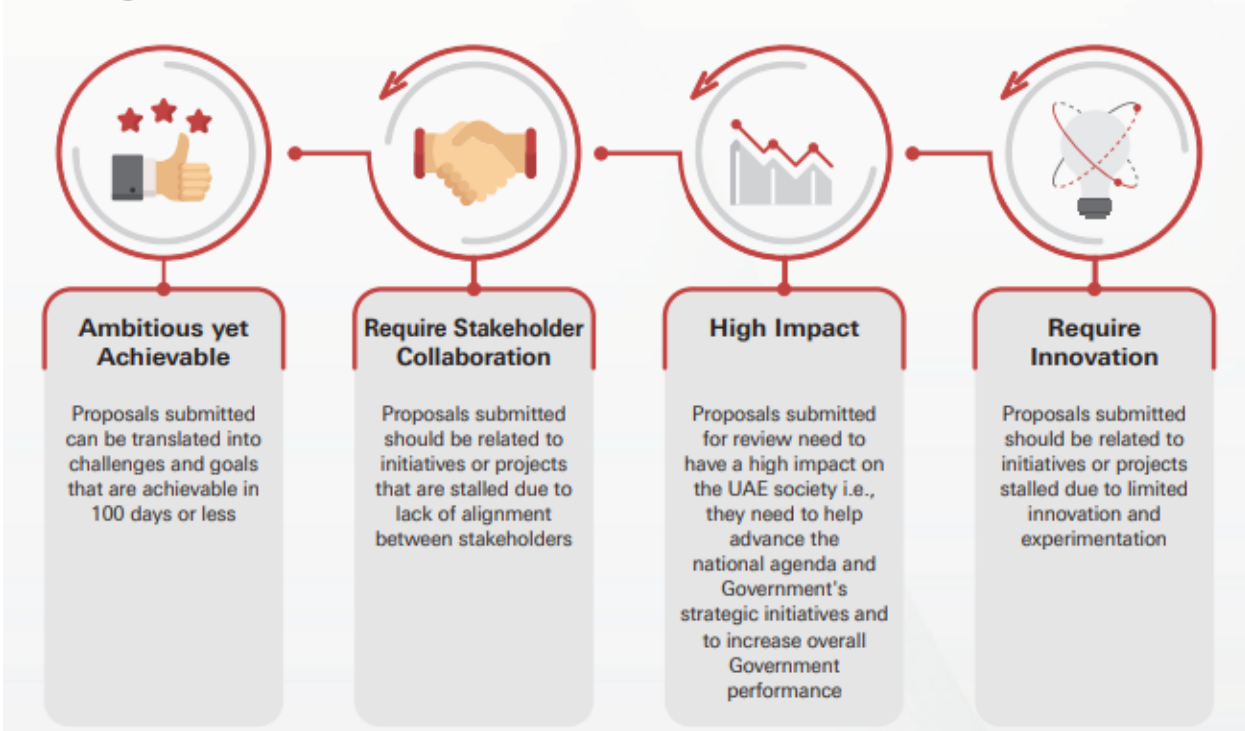 Ambitious yet
Achievable
Proposals submitted
can be translated into
challenges and goals
that are achievable in
100 days or less
Require Stakeholder
Collaboration
Proposals submitted
should be related to
initiatives or projects
that are stalled due to
lack of alignment
between stakeholders
High Impact
Proposals submitted
for review need to
have a high impact on
the UAE society i.e.,
they need to help
advance the
national agenda and
Government's
strategic initiatives and
to increase overall
Government
performance
Require
Innovation
Proposals submitted
should be related to
initiatives or projects
stalled due to limited
innovation and
experimentation